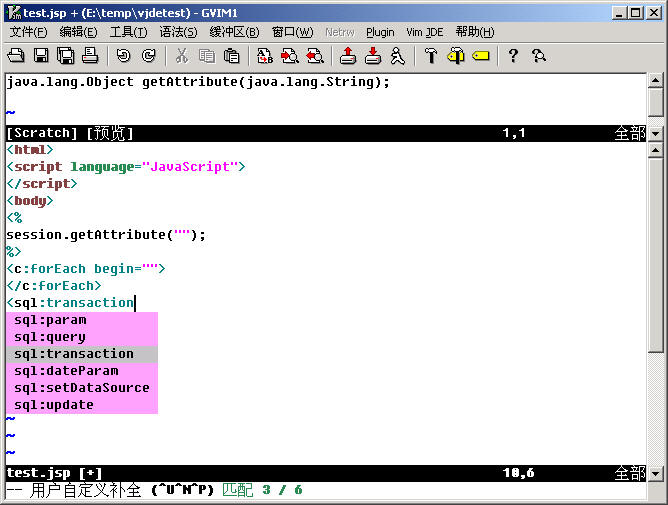 test.jsp + (E:\temp\vjdetest) - GVIM1
文件(F) 编辑(E) 工具(T) 语法(S) 缓冲区(B) 窗口(W) Netrw Plugin Vim JDE 帮助(H)
java.lang.Object getAttribute(java.lang.String);
~
[Scratch] [预览] 1,1 全部
<html>
<script language="JavaScript">
</script>
<body>
<%
session.getAttribute("");
%>
<c:forEach begin="">
</c:forEach>
<sql:transaction
sql:param
sql:query
sql:transaction
sql:dateParam
sql:setDataSource
sql:update
~
~
~
test.jsp [+] 10,6 全部
-- 用户自定义补全 (^U^N^P) 匹配 3 / 6